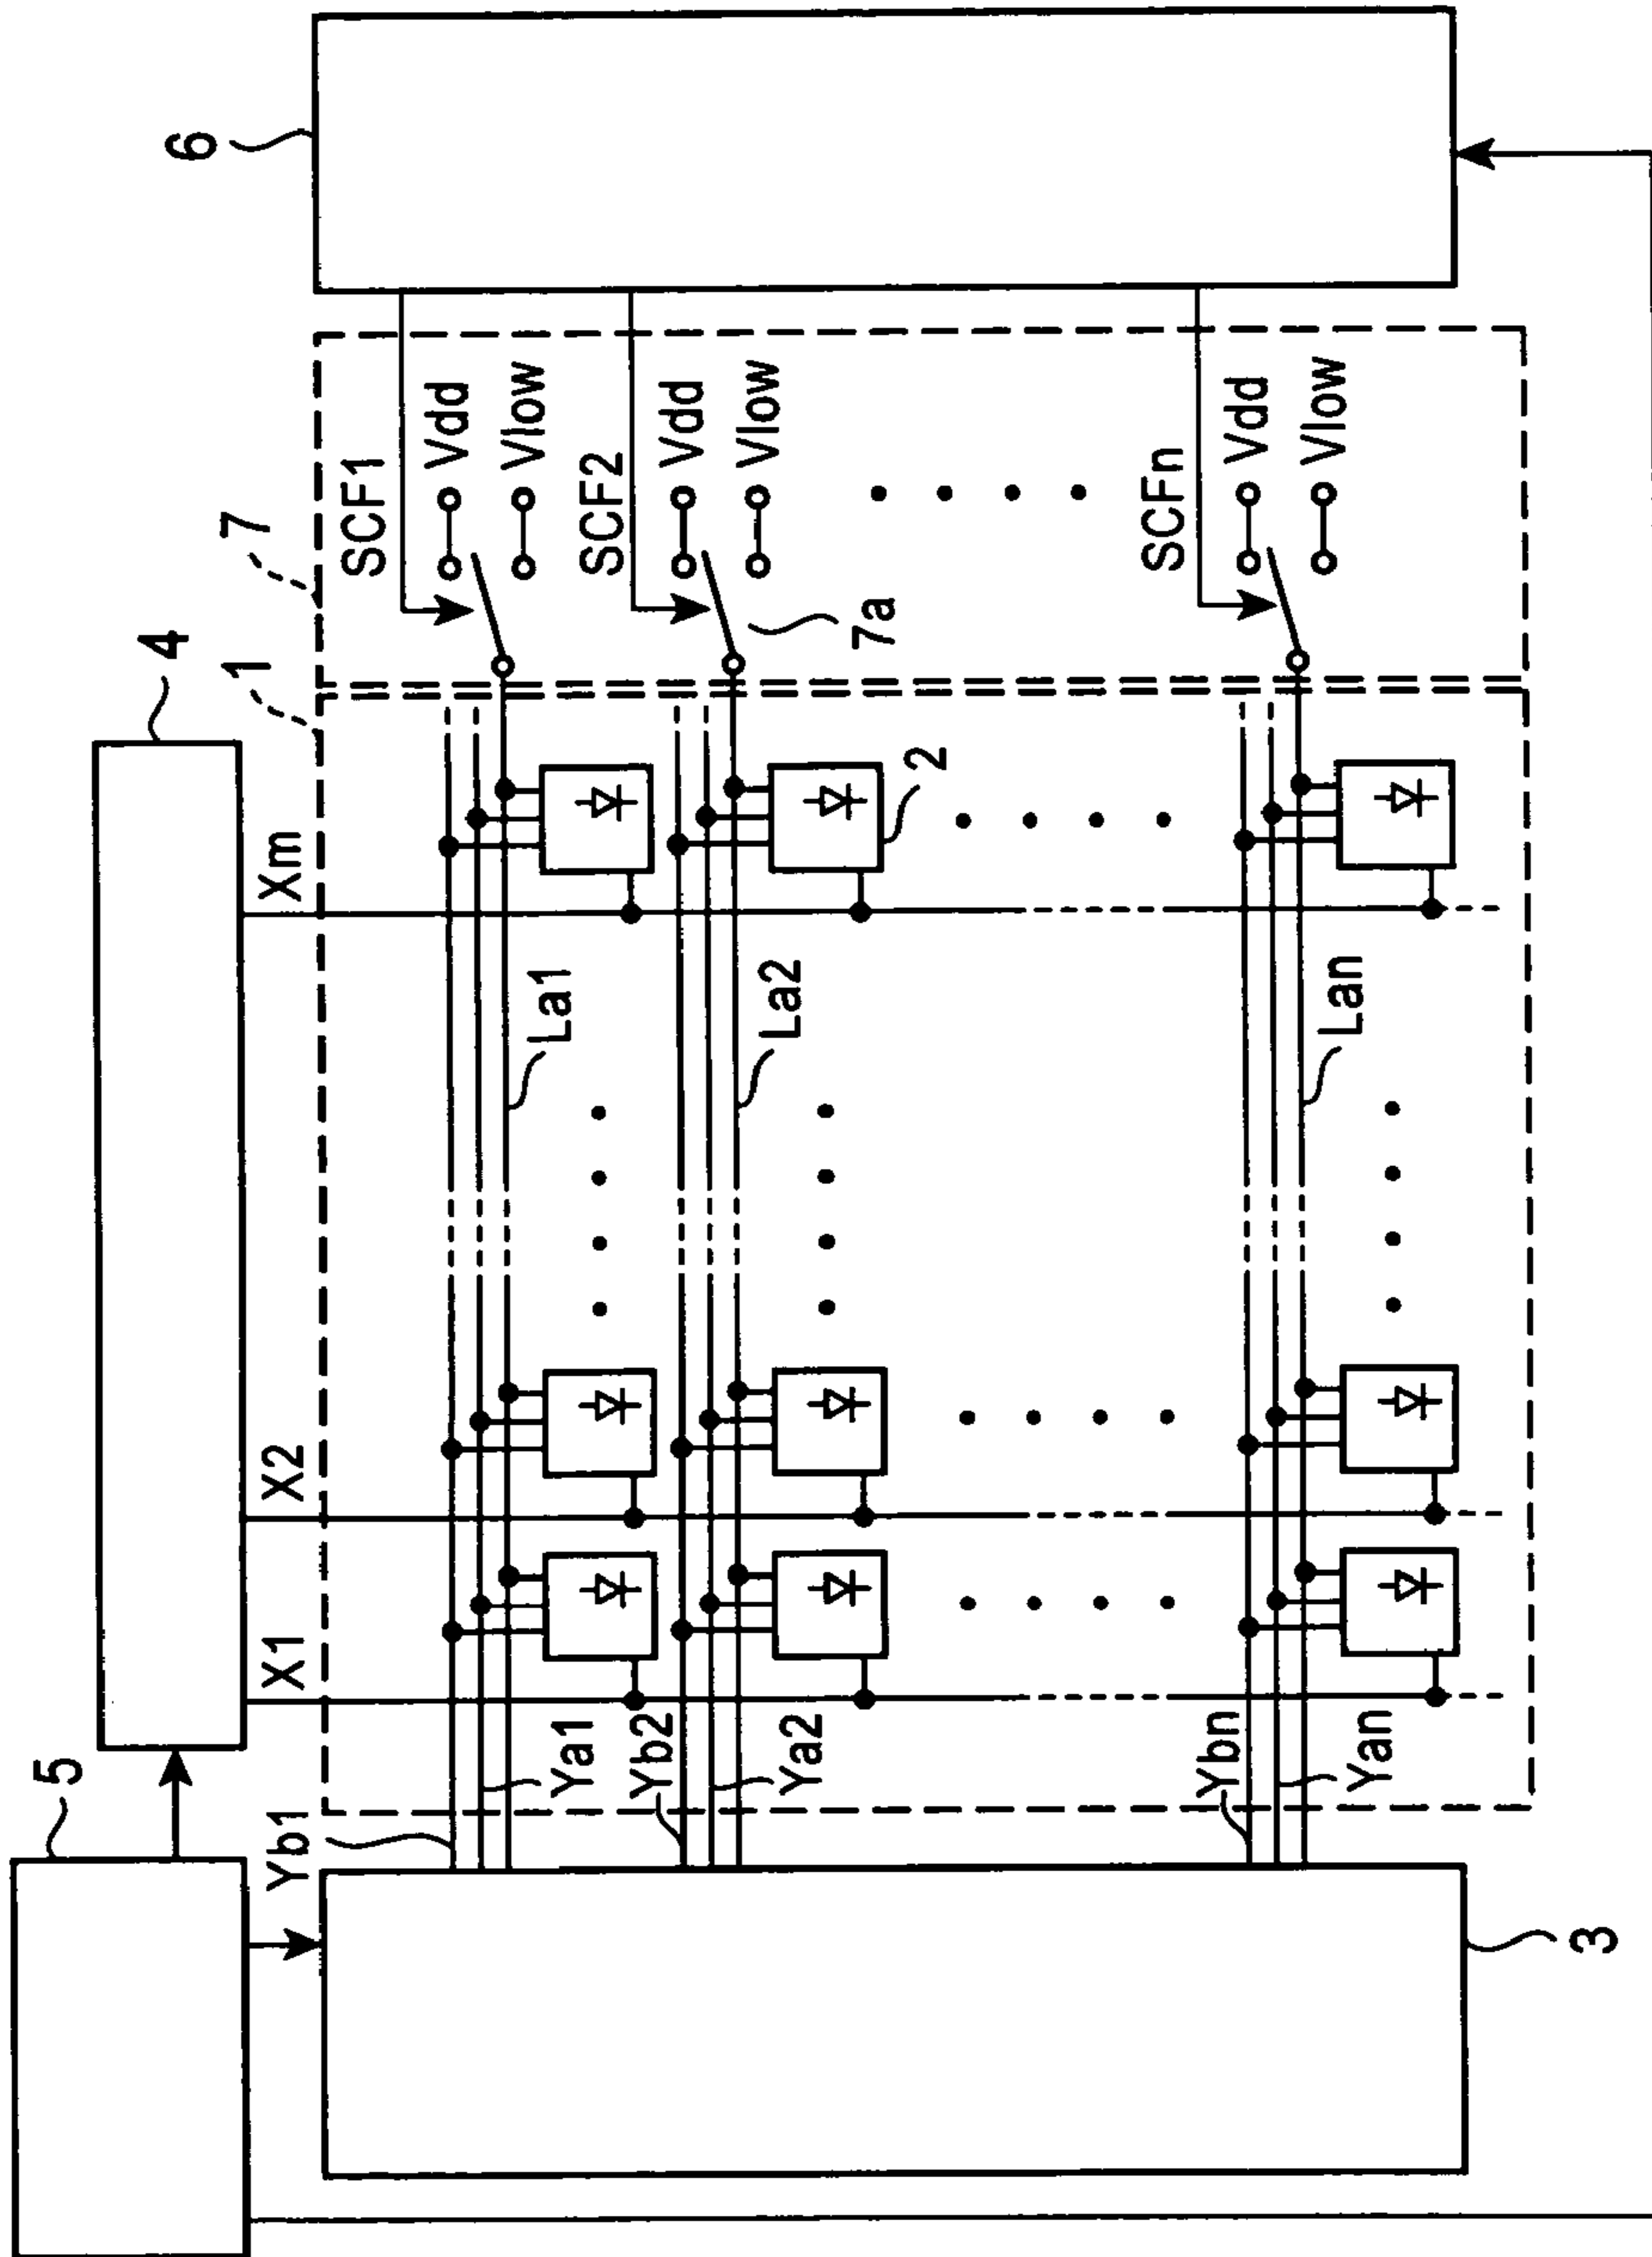 5
4
6
7
1
X1
X2
Xm
SCF1
Vdd
Vlow
Yb1
Ya1
La1
SCF2
Vdd
Vlow
7a
Yb2
Ya2
La2
2
SCFn
Vdd
Vlow
Ybn
Yan
Lan
3